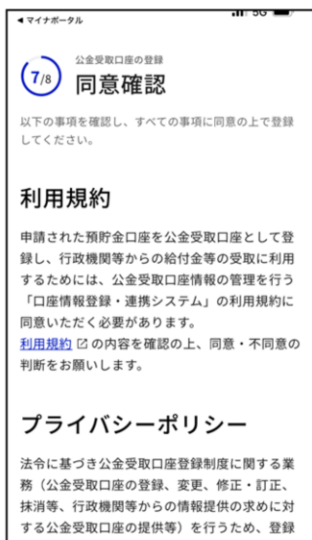 ◀ マイナポータル
5G
公金受取口座の登録
7/8
同意確認
以下の事項を確認し、すべての事項に同意の上で登録
してください。
利用規約
申請された預貯金口座を公金受取口座として登
録し、行政機関等からの給付金等の受取に利用
するためには、公金受取口座情報の管理を行う
「口座情報登録・連携システム」の利用規約に
同意いただく必要があります。
利用規約 の内容を確認の上、同意・不同意の
判断をお願いします。
プライバシーポリシー
法令に基づき公金受取口座登録制度に関する業
務（公金受取口座の登録、変更、修正・訂正、
抹消等、行政機関等からの情報提供の求めに対
する公金受取口座の提供等）を行うため、登録